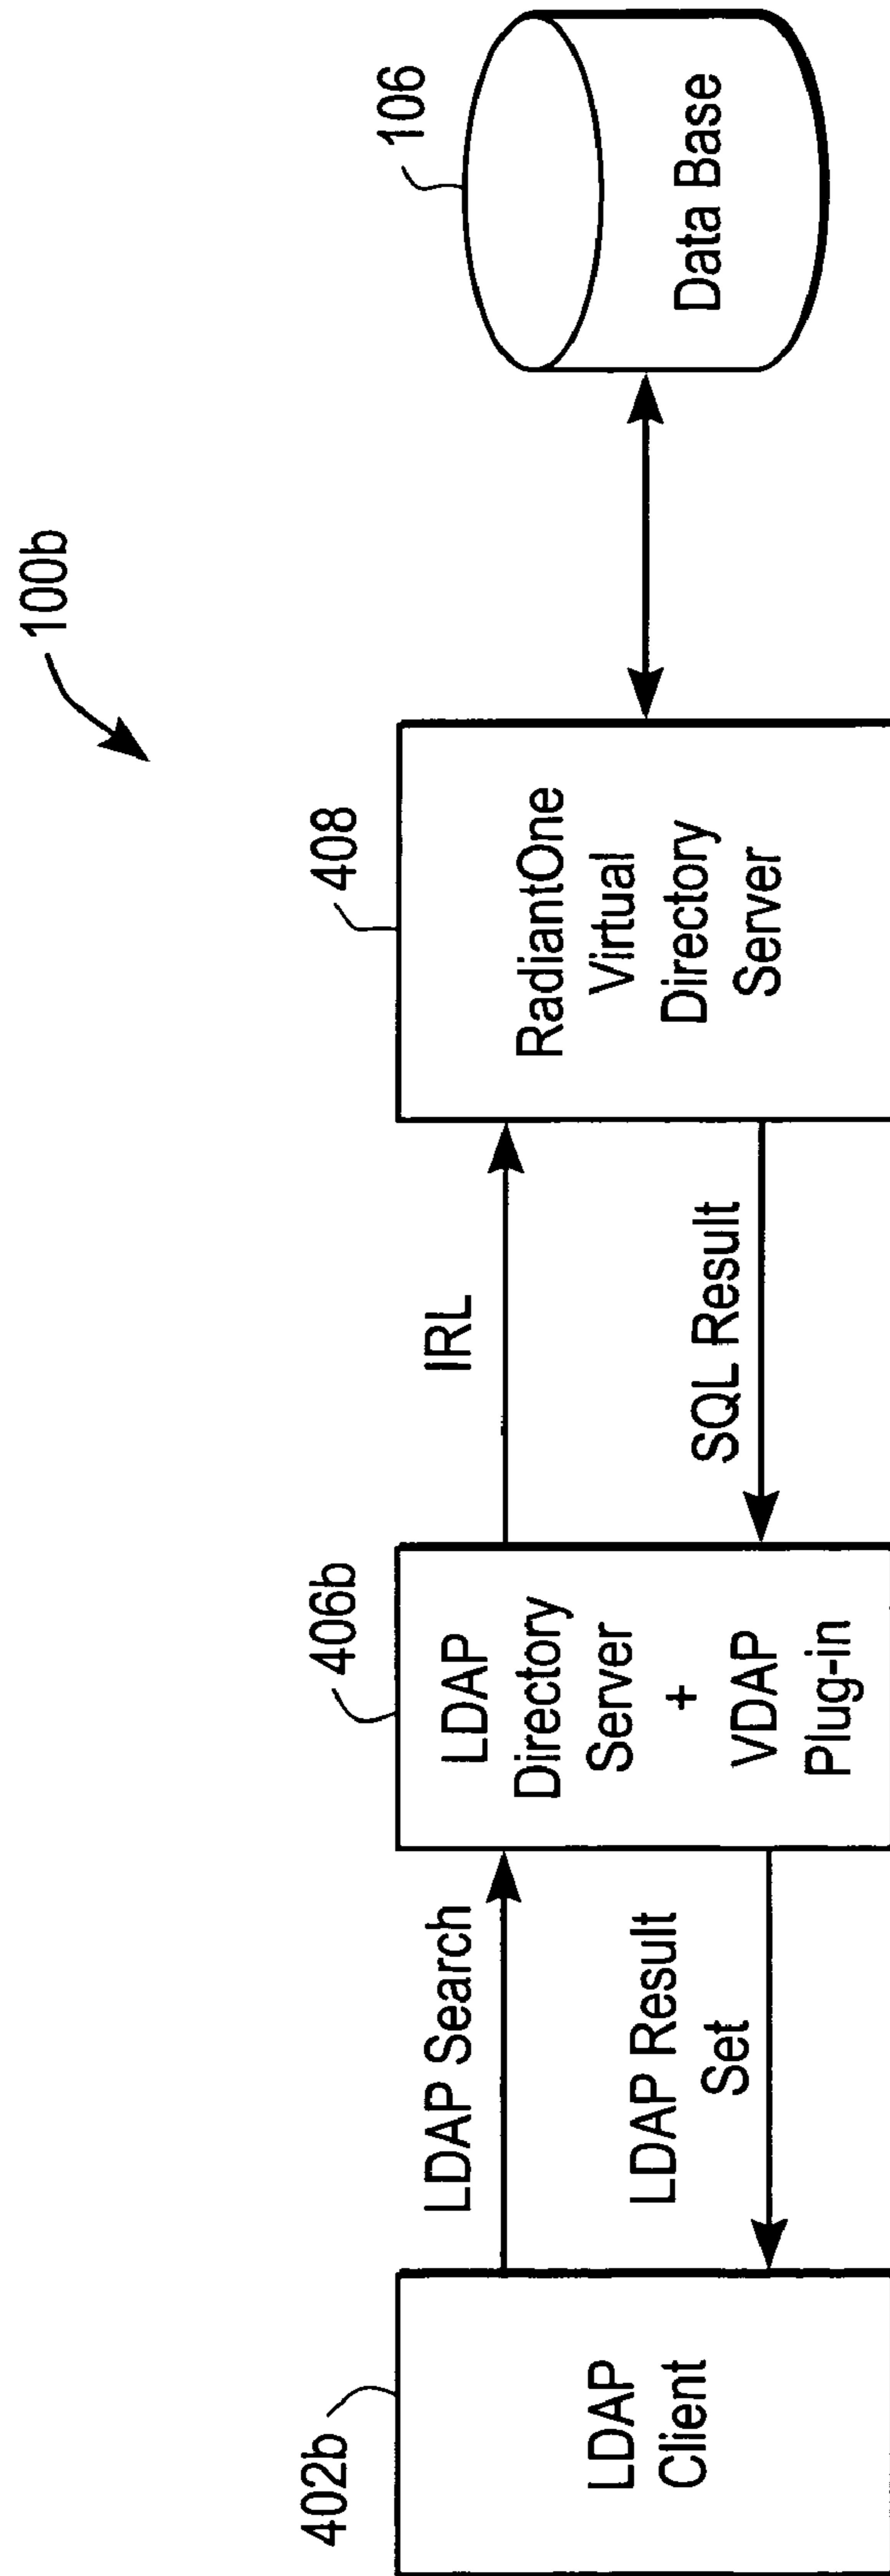 100b
402b
LDAP
Client
LDAP Search
LDAP Result
Set
406b
LDAP
Directory
Server
+
VDAP
Plug-in
IRL
SQL Result
408
RadiantOne
Virtual
Directory
Server
106
Data Base